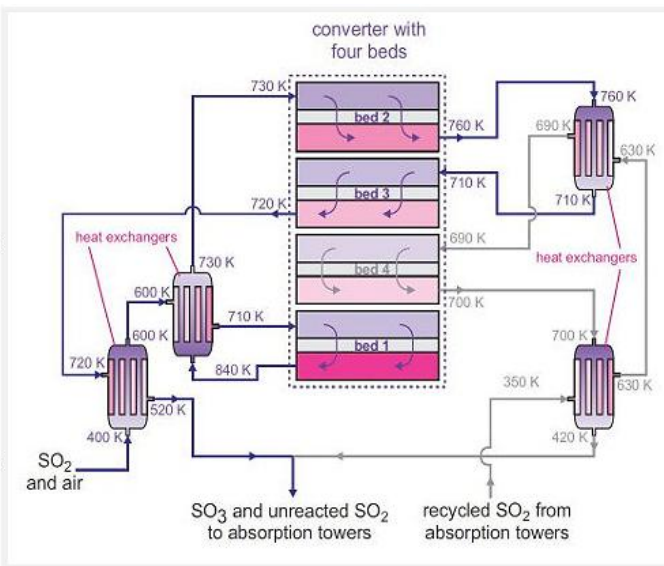 converter with
four beds
730 K
bed 2
760 K
760 K
690 K
630 K
bed 3
710 K
720 K
710 K
heat exchangers
690 K
heat exchangers
730 K
bed 4
600 K
700 K
710 K
600 K
bed 1
700 K
720 K
840 K
350 K
630 K
520 K
400 K
420 K
SO₂
and air
SO₃ and unreacted SO₂
to absorption towers
recycled SO₂ from
absorption towers